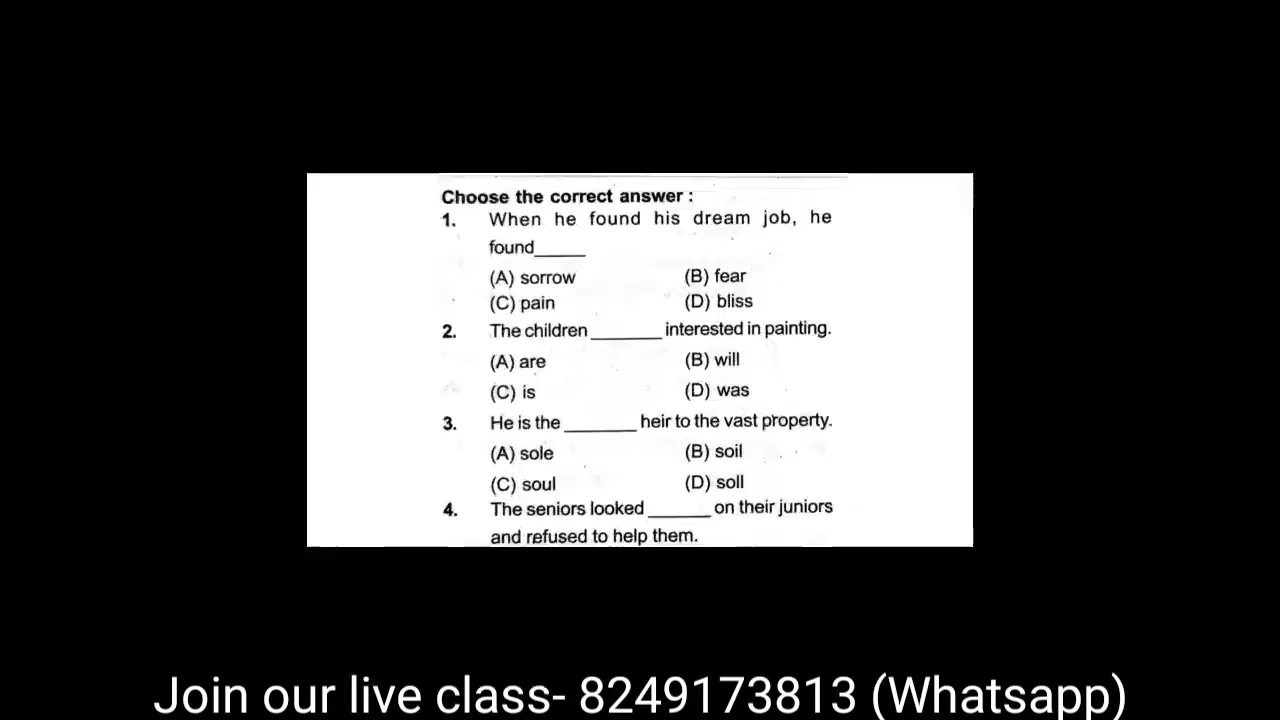 Choose the correct answer :
1. When he found his dream job, he
found_____
(A) sorrow (B) fear
(C) pain (D) bliss
2. The children _______ interested in painting.
(A) are (B) will
(C) is (D) was
3. He is the _______ heir to the vast property.
(A) sole (B) soil
(C) soul (D) soll
4. The seniors looked ______ on their juniors
and refused to help them.
Join our live class- 8249173813 (Whatsapp)